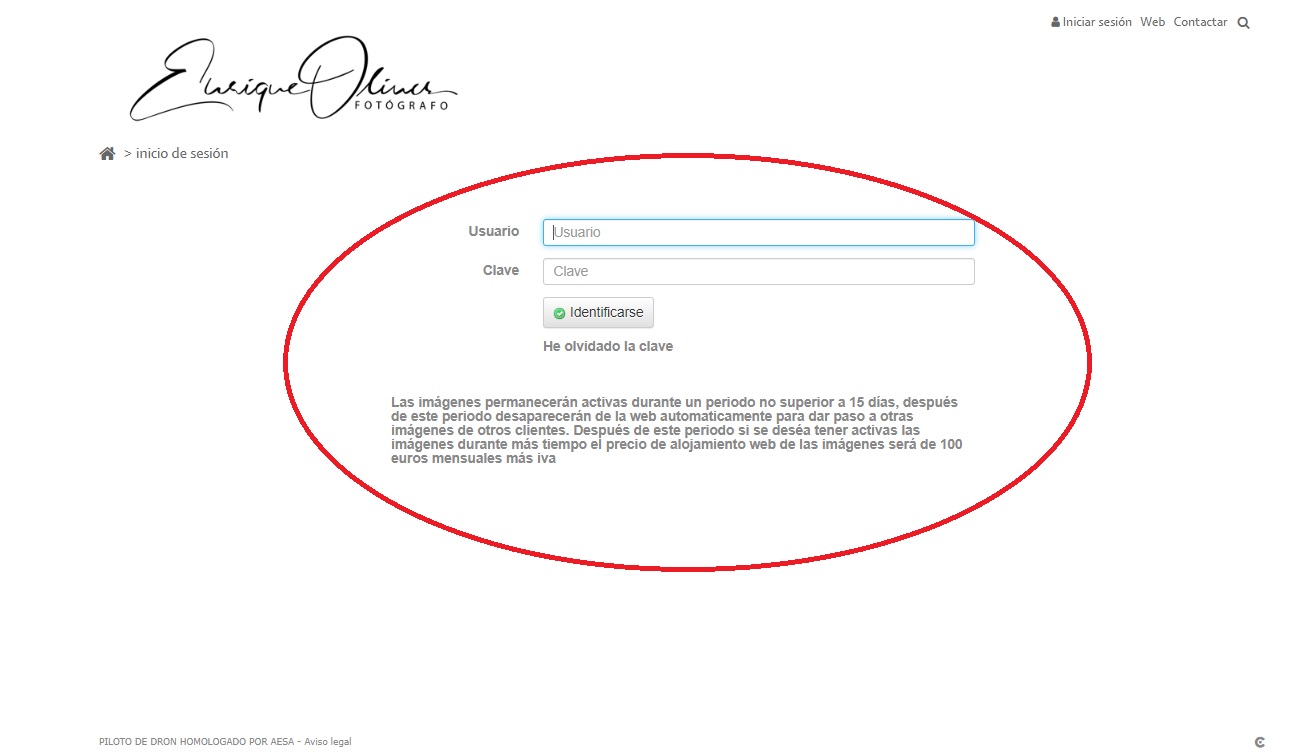 Iniciar sesión Web Contactar
Enrique Olivares
FOTÓGRAFO
> inicio de sesión
Usuario Usuario
Clave Clave
Identificarse
He olvidado la clave
Las imágenes permanecerán activas durante un periodo no superior a 15 días, después
de este periodo desaparecerán de la web automaticamente para dar paso a otras
imágenes de otros clientes. Después de este periodo si se deséa tener activas las
imágenes durante más tiempo el precio de alojamiento web de las imágenes será de 100
euros mensuales más iva
PILOTO DE DRON HOMOLOGADO POR AESA - Aviso legal